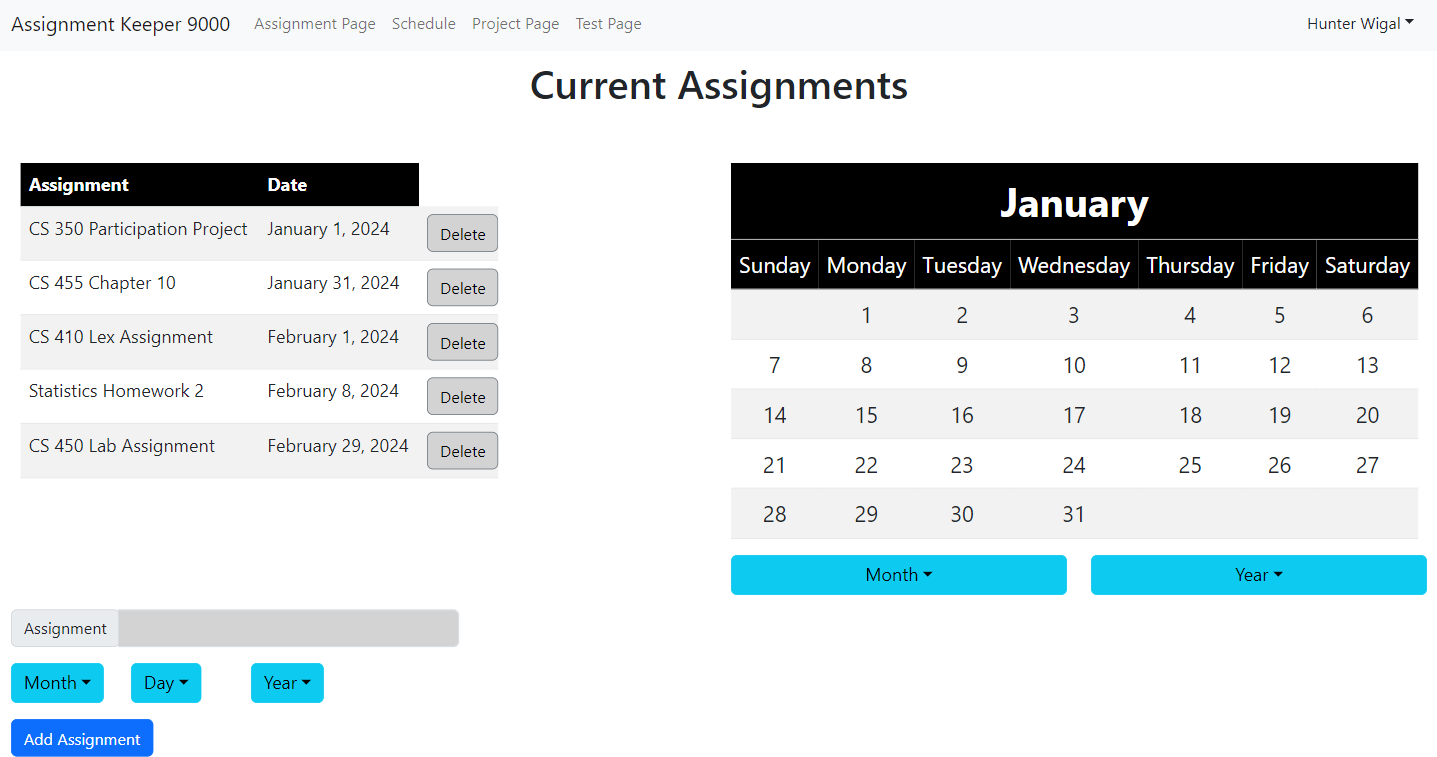 Assignment Keeper 9000 Assignment Page Schedule Project Page Test Page Hunter Wigal
Current Assignments
Assignment Date
CS 350 Participation Project January 1, 2024 Delete
CS 455 Chapter 10 January 31, 2024 Delete
CS 410 Lex Assignment February 1, 2024 Delete
Statistics Homework 2 February 8, 2024 Delete
CS 450 Lab Assignment February 29, 2024 Delete
January
Sunday Monday Tuesday Wednesday Thursday Friday Saturday
1 2 3 4 5 6
7 8 9 10 11 12 13
14 15 16 17 18 19 20
21 22 23 24 25 26 27
28 29 30 31
Month Year
Assignment
Month Day Year
Add Assignment